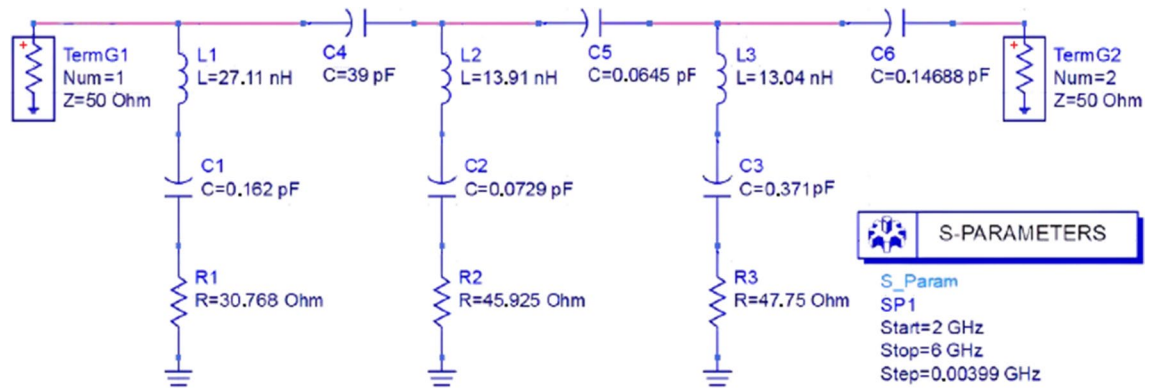 TermG1
Num=1
Z=50 Ohm
L1
L=27.11 nH
C4
C=39 pF
L2
L=13.91 nH
C5
C=0.0645 pF
L3
L=13.04 nH
C6
C=0.14688 pF
TermG2
Num=2
Z=50 Ohm
C1
C=0.162 pF
C2
C=0.0729 pF
C3
C=0.371pF
R1
R=30.768 Ohm
R2
R=45.925 Ohm
R3
R=47.75 Ohm
S-PARAMETERS
S_Param
SP1
Start=2 GHz
Stop=6 GHz
Step=0.00399 GHz